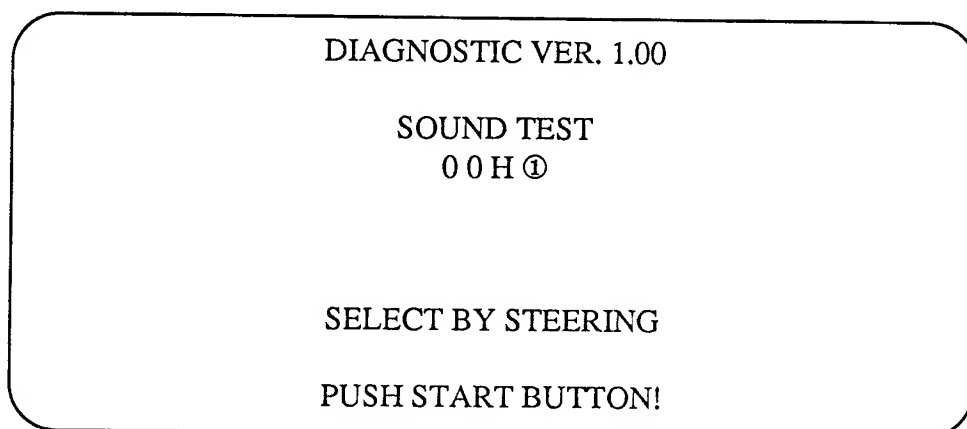 DIAGNOSTIC VER. 1.00
SOUND TEST
0 0 H ①
SELECT BY STEERING
PUSH START BUTTON!